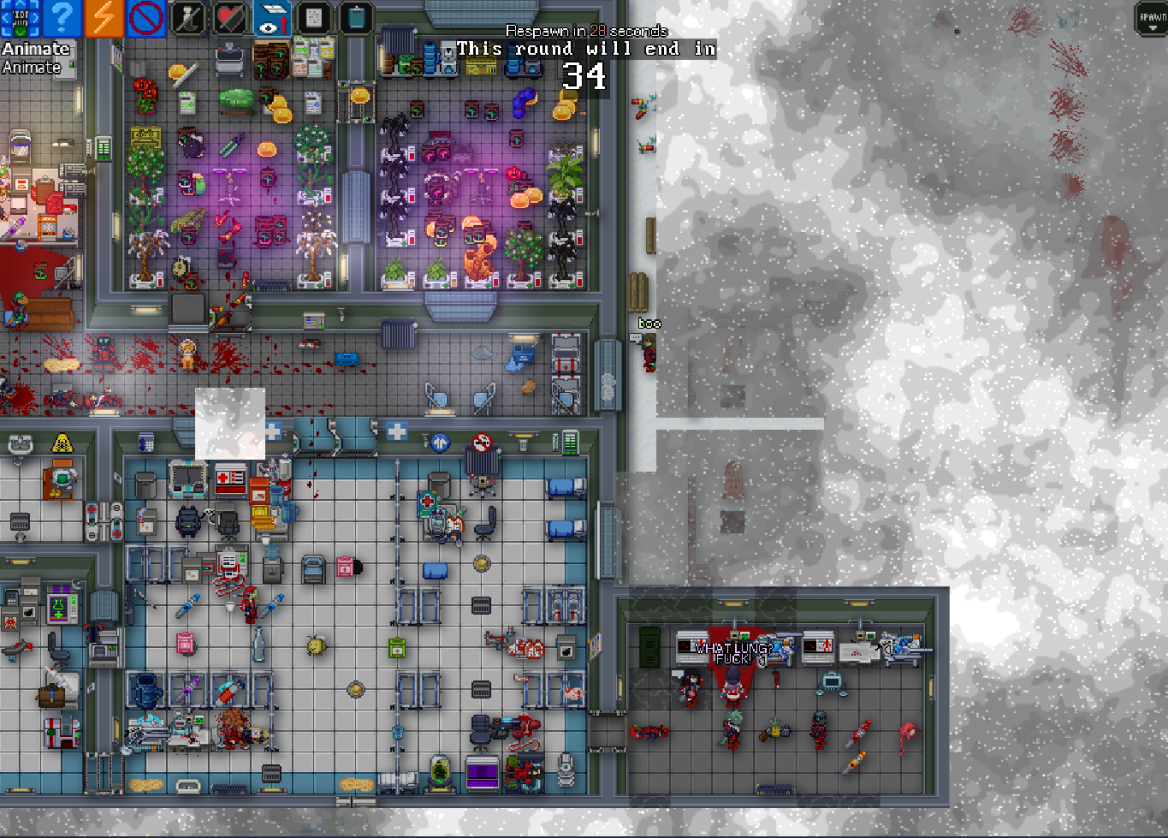 Animate
Animate
Respawn in 28 seconds
This round will end in
34
SPAWN
boo
WHAT LUNG?
FUCK!